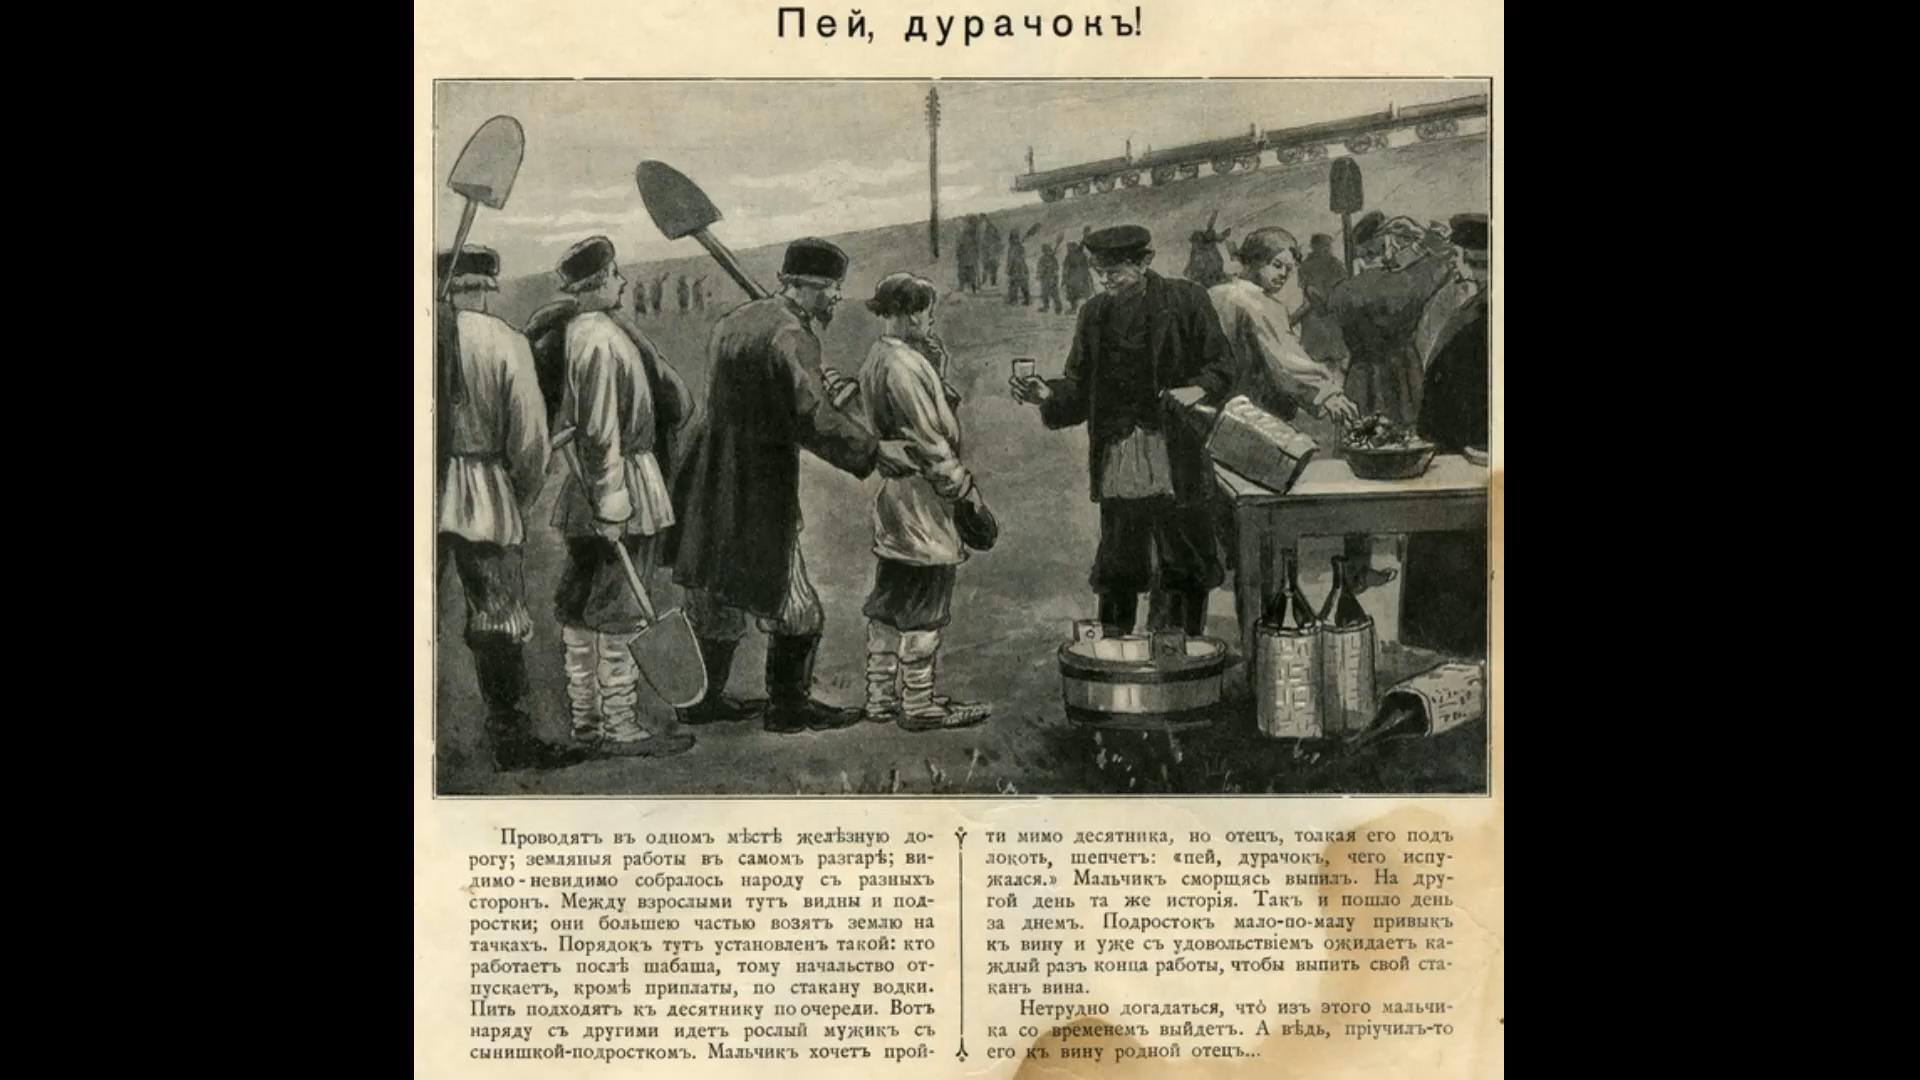 Пей, дурачокъ!
Проводятъ въ одномъ мѣстѣ желѣзную до-
рогу; земляныя работы въ самомъ разгарѣ; ви-
димо-невидимо собралось народу съ разныхъ
сторонъ. Между взрослыми тутъ видны и под-
ростки; они большею частью возятъ землю на
тачкахъ. Порядокъ тутъ установленъ такой: кто
работаетъ послѣ шабаша, тому начальство от-
пускаетъ, кромѣ приплаты, по стакану водки.
Пить подходятъ къ десятнику по очереди. Вотъ
наряду съ другими идетъ рослый мужикъ съ
сынишкой-подросткомъ. Мальчикъ хочетъ прой-
ти мимо десятника, но отецъ, толкая его подъ
локоть, шепчетъ: «пей, дурачокъ, чего испу-
жался.» Мальчикъ сморщясь выпилъ. На дру-
гой день та же исторія. Такъ и пошло день
за днемъ. Подростокъ мало-по-малу привыкъ
къ вину и уже съ удовольствіемъ ожидаетъ ка-
ждый разъ конца работы, чтобы выпить свой ста-
канъ вина.
Нетрудно догадаться, что́ изъ этого мальчи-
ка со временемъ выйдетъ. А вѣдь, пріучилъ-то
его къ вину родной отецъ...